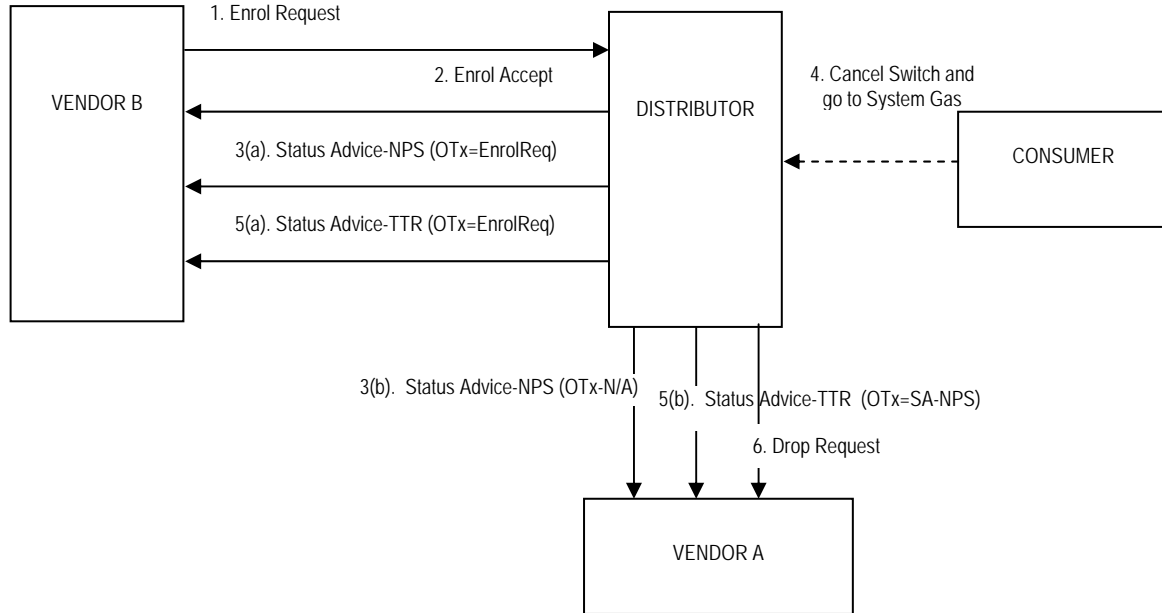 1. Enrol Request
2. Enrol Accept
4. Cancel Switch and
go to System Gas
VENDOR B
DISTRIBUTOR
3(a). Status Advice-NPS (OTx=EnrolReq)
CONSUMER
5(a). Status Advice-TTR (OTx=EnrolReq)
3(b). Status Advice-NPS (OTx-N/A)
5(b). Status Advice-TTR (OTx=SA-NPS)
6. Drop Request
VENDOR A